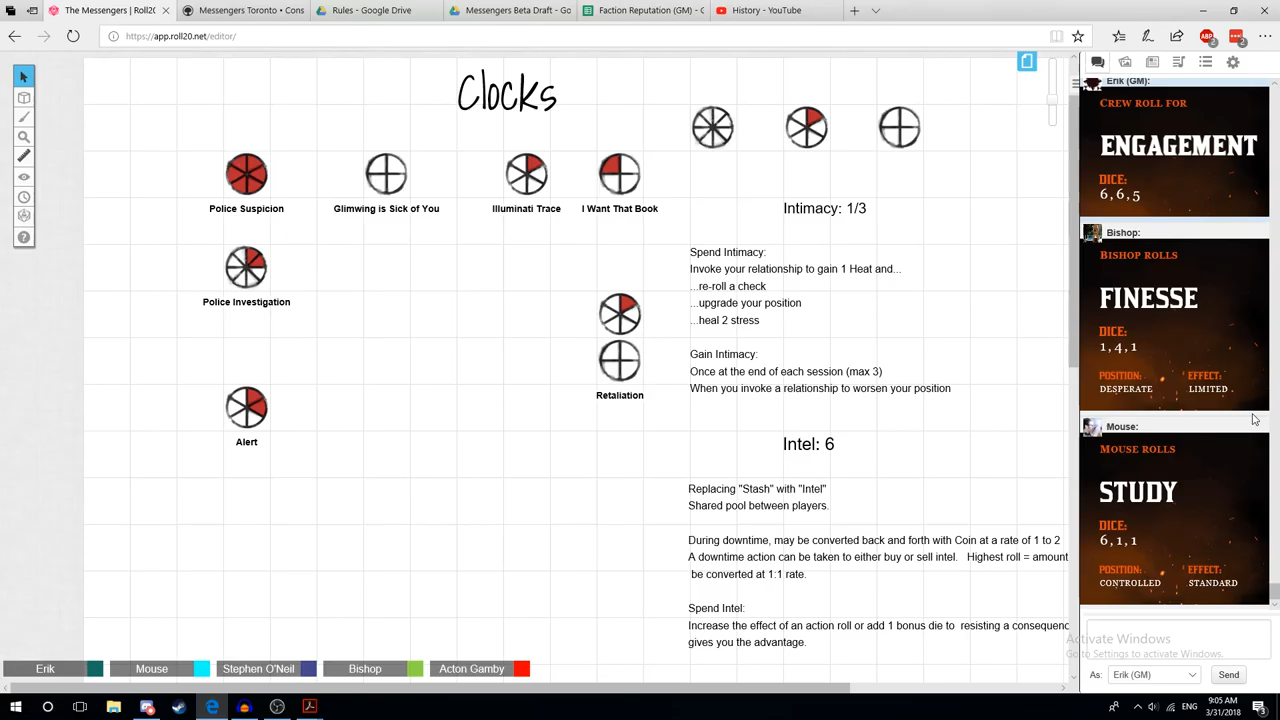 The Messengers | Roll20
Messengers Toronto • Cons
Rules - Google Drive
Messengers Beta Draft - Go
Faction Reputation (GM) - G
History - YouTube
https://app.roll20.net/editor/
Clocks
Police Suspicion
Glimwing is Sick of You
Illuminati Trace
I Want That Book
Police Investigation
Retaliation
Alert
Intimacy: 1/3
Spend Intimacy:
Invoke your relationship to gain 1 Heat and...
...re-roll a check
...upgrade your position
...heal 2 stress
Gain Intimacy:
Once at the end of each session (max 3)
When you invoke a relationship to worsen your position
Intel: 6
Replacing "Stash" with "Intel"
Shared pool between players.
During downtime, may be converted back and forth with Coin at a rate of 1 to 2
A downtime action can be taken to either buy or sell intel. Highest roll = amount
be converted at 1:1 rate.
Spend Intel:
Increase the effect of an action roll or add 1 bonus die to resisting a consequenc
gives you the advantage.
Erik
Mouse
Stephen O'Neil
Bishop
Acton Gamby
Erik (GM):
CREW ROLL FOR
ENGAGEMENT
DICE:
6, 6, 5
Bishop:
BISHOP ROLLS
FINESSE
DICE:
1, 4, 1
POSITION: EFFECT:
DESPERATE LIMITED
Mouse:
MOUSE ROLLS
STUDY
DICE:
6, 1, 1
POSITION: EFFECT:
CONTROLLED STANDARD
Activate Windows
Go to Settings to activate Windows.
As: Erik (GM) Send
9:05 AM
3/31/2018